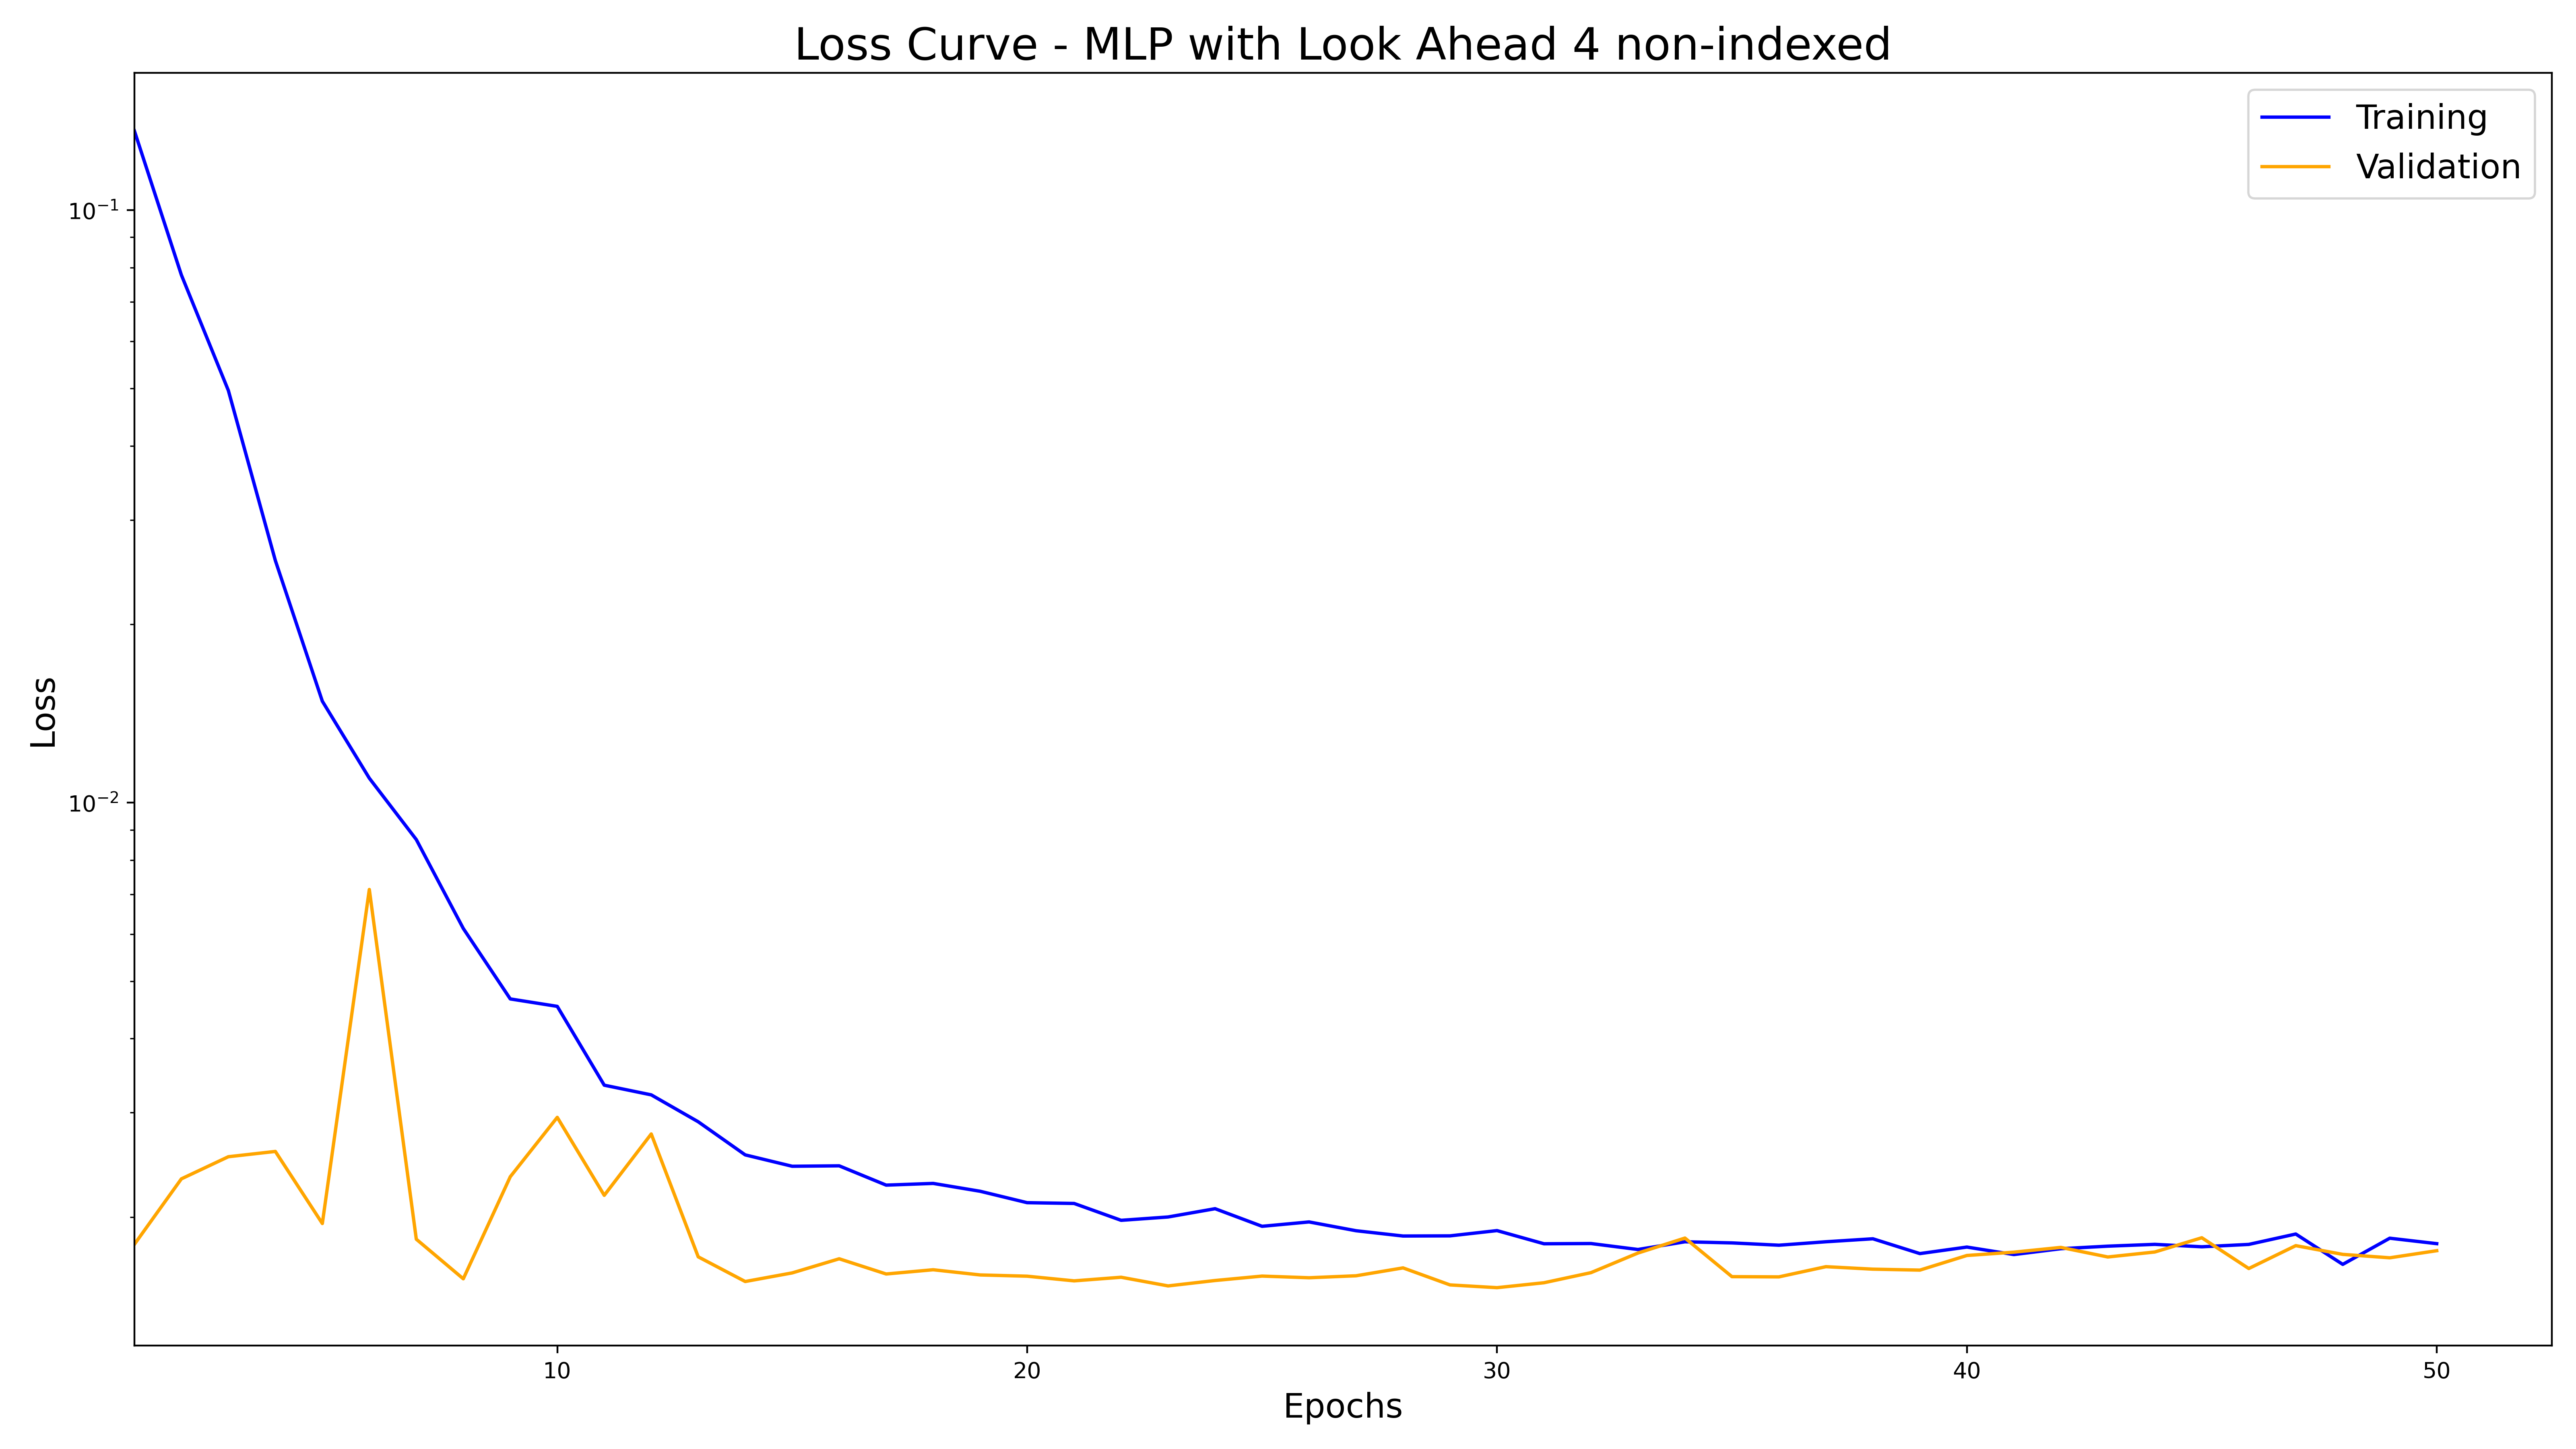 Loss Curve - MLP with Look Ahead 4 non-indexed
Training
Validation
10⁻¹
10⁻²
Loss
10 20 30 40 50
Epochs